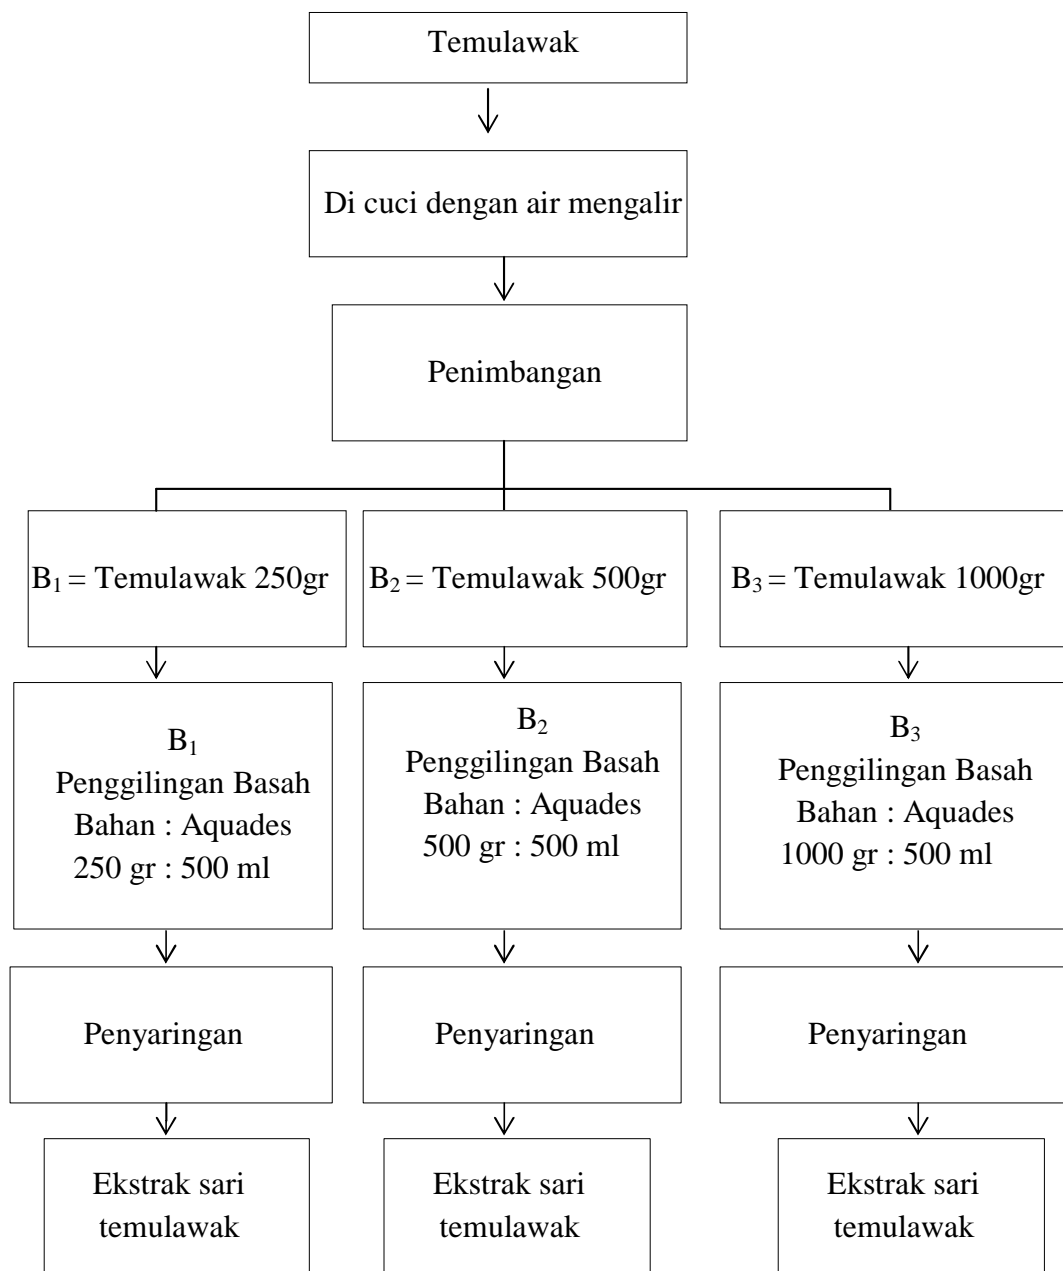 Temulawak
Di cuci dengan air mengalir
Penimbangan
B₁ = Temulawak 250gr
B₂ = Temulawak 500gr
B₃ = Temulawak 1000gr
B₁
Penggilingan Basah
Bahan : Aquades
250 gr : 500 ml
B₂
Penggilingan Basah
Bahan : Aquades
500 gr : 500 ml
B₃
Penggilingan Basah
Bahan : Aquades
1000 gr : 500 ml
Penyaringan
Penyaringan
Penyaringan
Ekstrak sari
temulawak
Ekstrak sari
temulawak
Ekstrak sari
temulawak